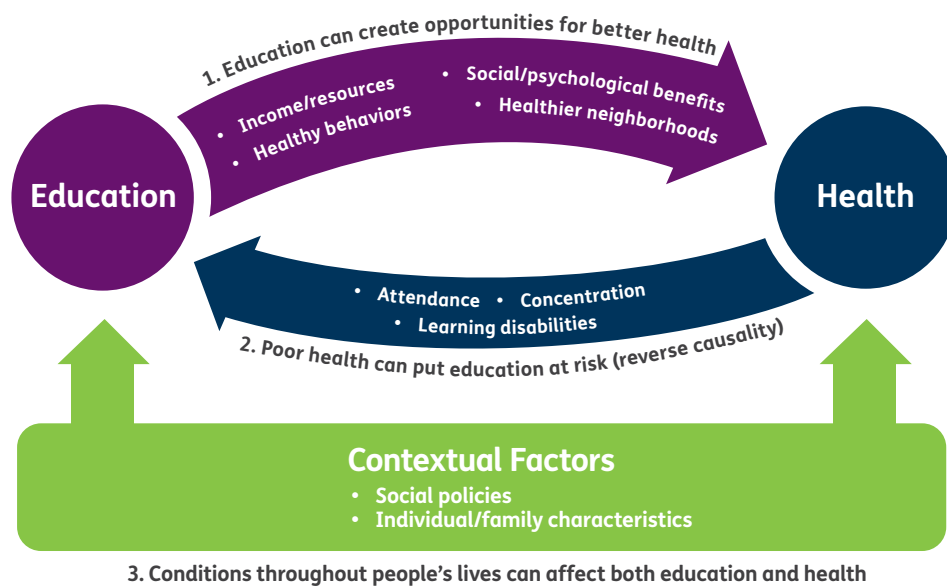 1. Education can create opportunities for better health
• Income/resources
• Healthy behaviors
• Social/psychological benefits
• Healthier neighborhoods
Education
Health
• Attendance • Concentration
• Learning disabilities
2. Poor health can put education at risk (reverse causality)
Contextual Factors
• Social policies
• Individual/family characteristics
3. Conditions throughout people’s lives can affect both education and health